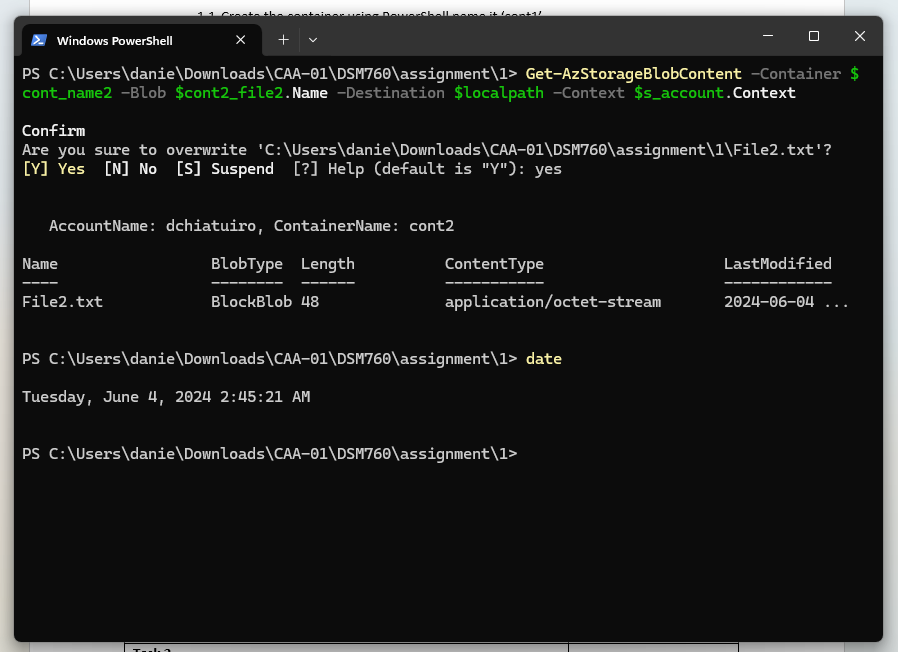 1.1 Create the container using PowerShell name it 'cont1'
Windows PowerShell
PS C:\Users\danie\Downloads\CAA-01\DSM760\assignment\1> Get-AzStorageBlobContent -Container $
cont_name2 -Blob $cont2_file2.Name -Destination $localpath -Context $s_account.Context
Confirm
Are you sure to overwrite 'C:\Users\danie\Downloads\CAA-01\DSM760\assignment\1\File2.txt'?
[Y] Yes  [N] No  [S] Suspend  [?] Help (default is "Y"): yes
AccountName: dchiatuiro, ContainerName: cont2
Name BlobType Length ContentType LastModified
---- -------- ------ ----------- ------------
File2.txt BlockBlob 48 application/octet-stream 2024-06-04 ...
PS C:\Users\danie\Downloads\CAA-01\DSM760\assignment\1> date
Tuesday, June 4, 2024 2:45:21 AM
PS C:\Users\danie\Downloads\CAA-01\DSM760\assignment\1>